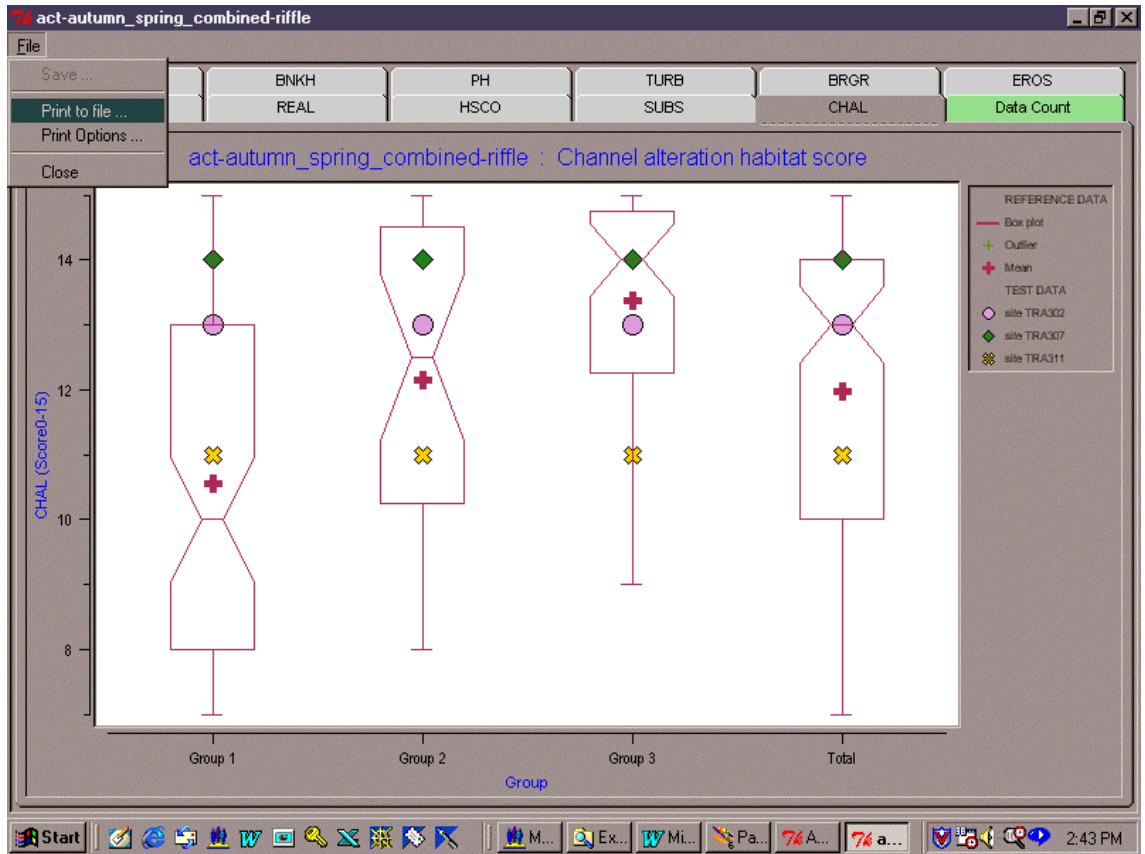 act-autumn_spring_combined-riffle
File
Save ...
Print to file ...
Print Options ...
Close
BNKH PH TURB BRGR EROS
REAL HSCO SUBS CHAL Data Count
act-autumn_spring_combined-riffle : Channel alteration habitat score
REFERENCE DATA
Box plot
Outlier
Mean
TEST DATA
site TRA302
site TRA307
site TRA311
CHAL (Score0-15)
14
12
10
8
Group 1 Group 2 Group 3 Total
Group
Start M... Ex... Mi... Pa... A... a... 2:43 PM